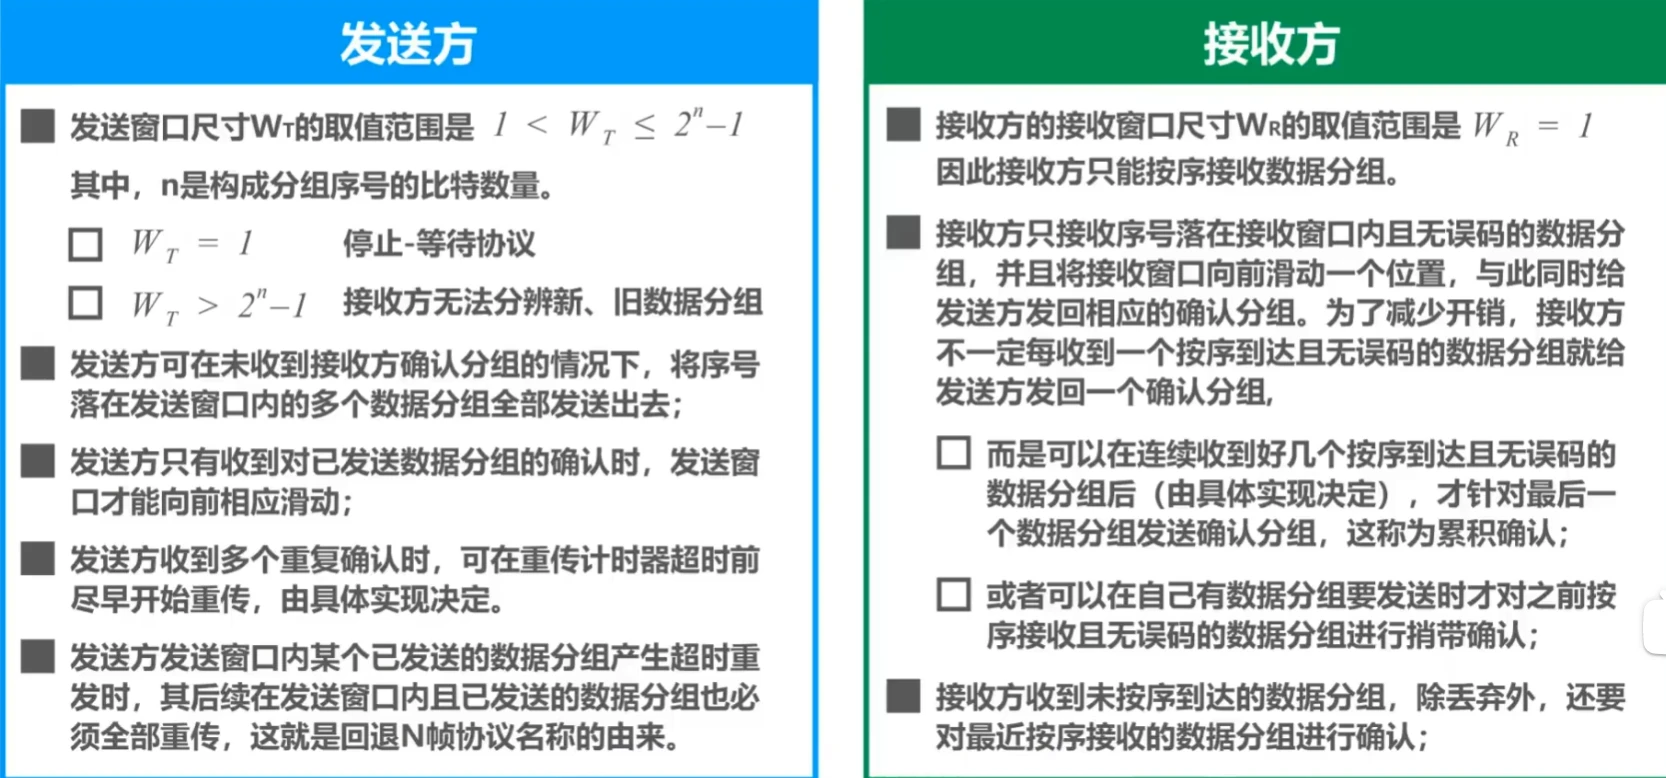 发送方
发送窗口尺寸WT的取值范围是 1 < W_T ≤ 2^n–1
其中，n是构成分组序号的比特数量。
W_T = 1 停止-等待协议
W_T > 2^n–1 接收方无法分辨新、旧数据分组
发送方可在未收到接收方确认分组的情况下，将序号
落在发送窗口内的多个数据分组全部发送出去；
发送方只有收到对已发送数据分组的确认时，发送窗
口才能向前相应滑动；
发送方收到多个重复确认时，可在重传计时器超时前
尽早开始重传，由具体实现决定。
发送方发送窗口内某个已发送的数据分组产生超时重
发时，其后续在发送窗口内且已发送的数据分组也必
须全部重传，这就是回退N帧协议名称的由来。
接收方
接收方的接收窗口尺寸WR的取值范围是 W_R = 1
因此接收方只能按序接收数据分组。
接收方只接收序号落在接收窗口内且无误码的数据分
组，并且将接收窗口向前滑动一个位置，与此同时给
发送方发回相应的确认分组。为了减少开销，接收方
不一定每收到一个按序到达且无误码的数据分组就给
发送方发回一个确认分组,
而是可以在连续收到好几个按序到达且无误码的
数据分组后（由具体实现决定），才针对最后一
个数据分组发送确认分组，这称为累积确认；
或者可以在自己有数据分组要发送时才对之前按
序接收且无误码的数据分组进行捎带确认；
接收方收到未按序到达的数据分组，除丢弃外，还要
对最近按序接收的数据分组进行确认；